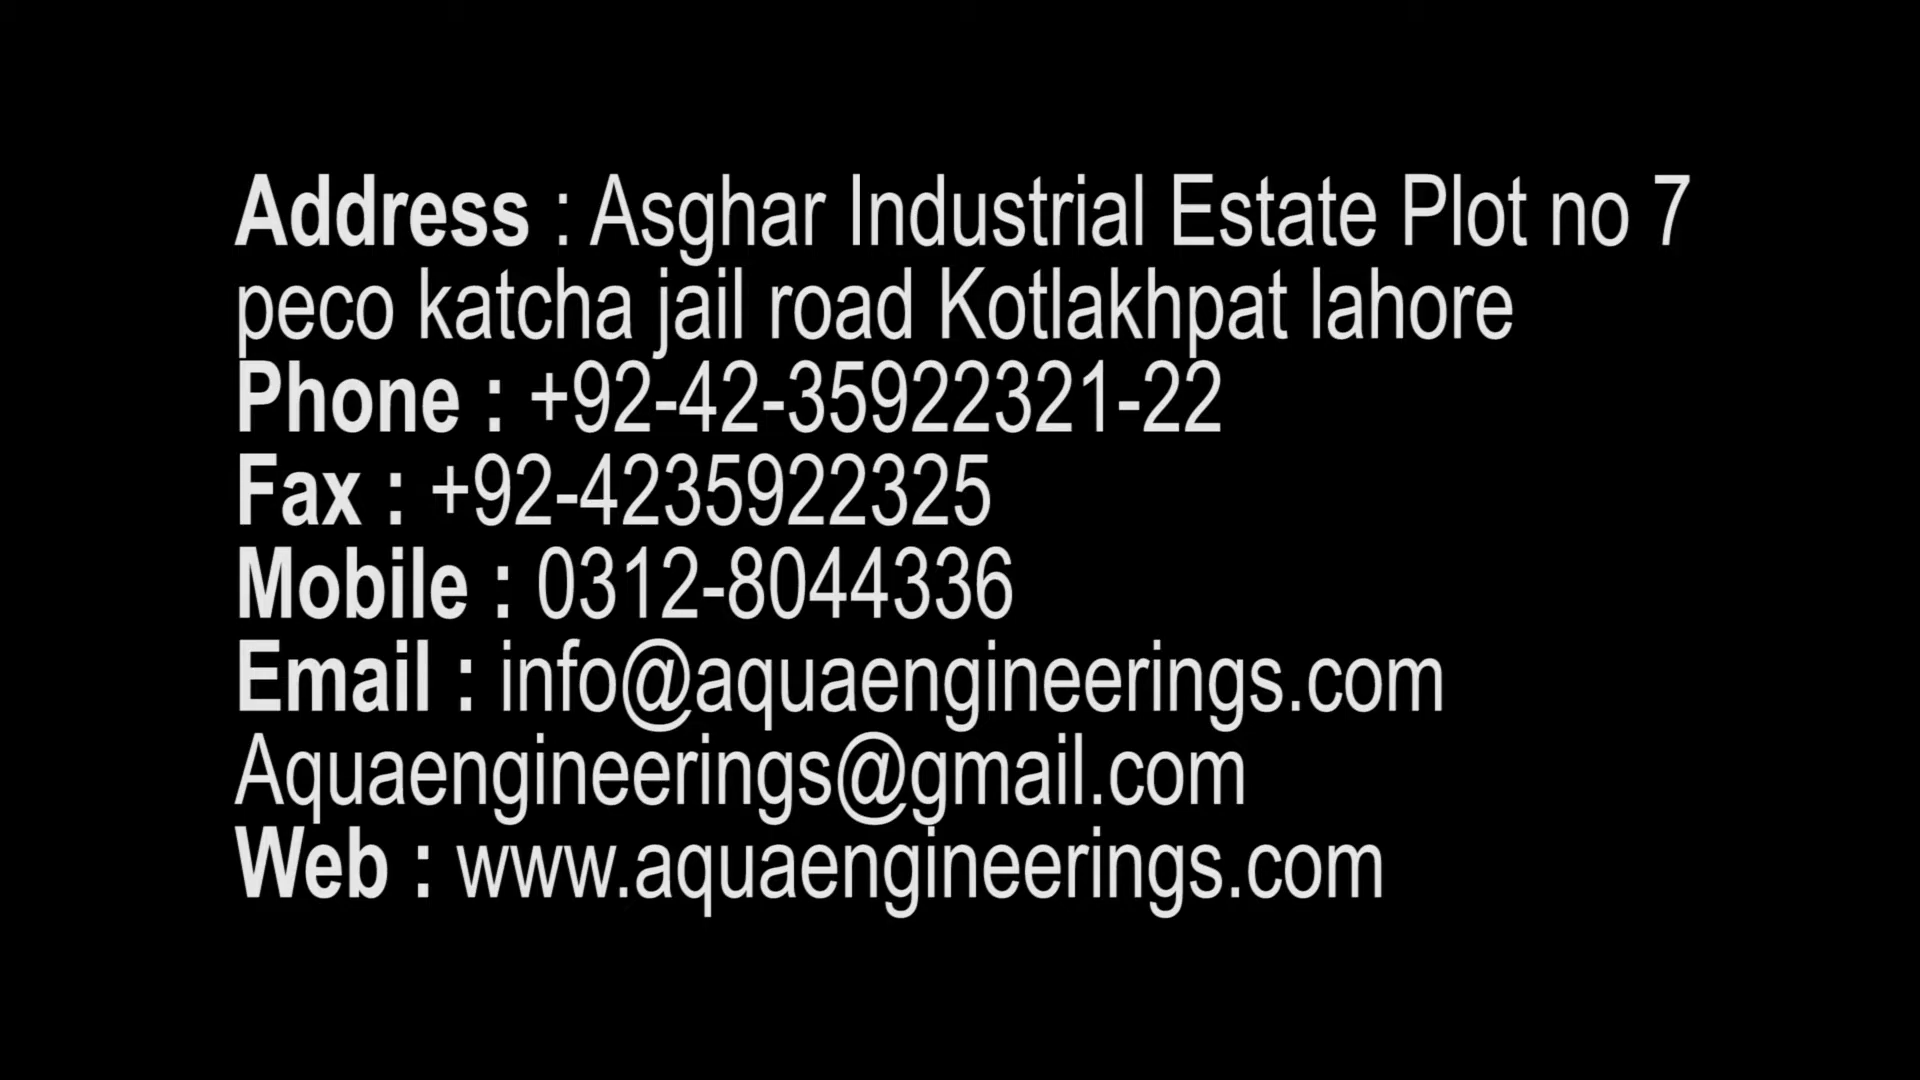 Address : Asghar Industrial Estate Plot no 7
peco katcha jail road Kotlakhpat lahore
Phone : +92-42-35922321-22
Fax : +92-4235922325
Mobile : 0312-8044336
Email : info@aquaengineerings.com
Aquaengineerings@gmail.com
Web : www.aquaengineerings.com